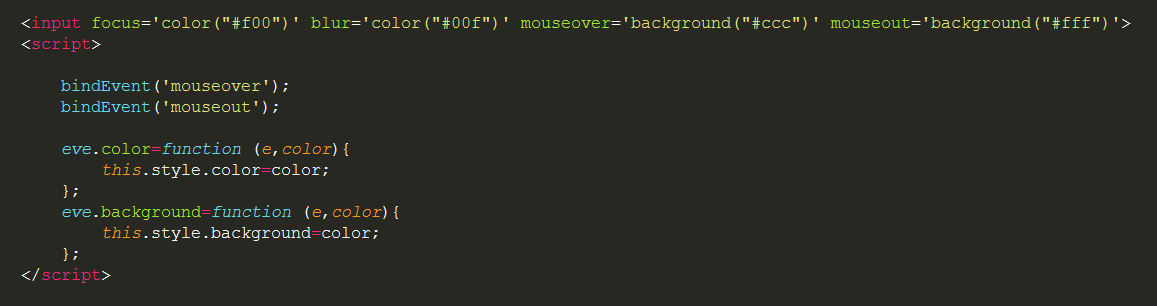 <input focus='color("#f00")' blur='color("#00f")' mouseover='background("#ccc")' mouseout='background("#fff")'>
<script>
bindEvent('mouseover');
bindEvent('mouseout');
eve.color=function (e,color){
this.style.color=color;
};
eve.background=function (e,color){
this.style.background=color;
};
</script>